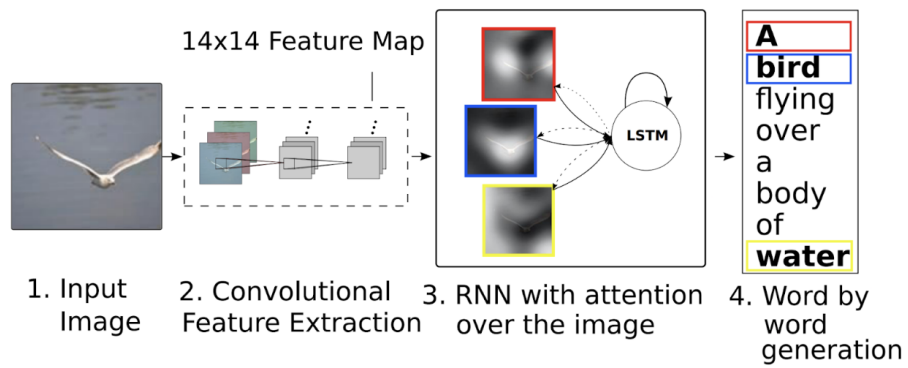 14x14 Feature Map
LSTM
A
bird
flying
over
a
body
of
water
1. Input
Image
2. Convolutional
Feature Extraction
3. RNN with attention
over the image
4. Word by
word
generation